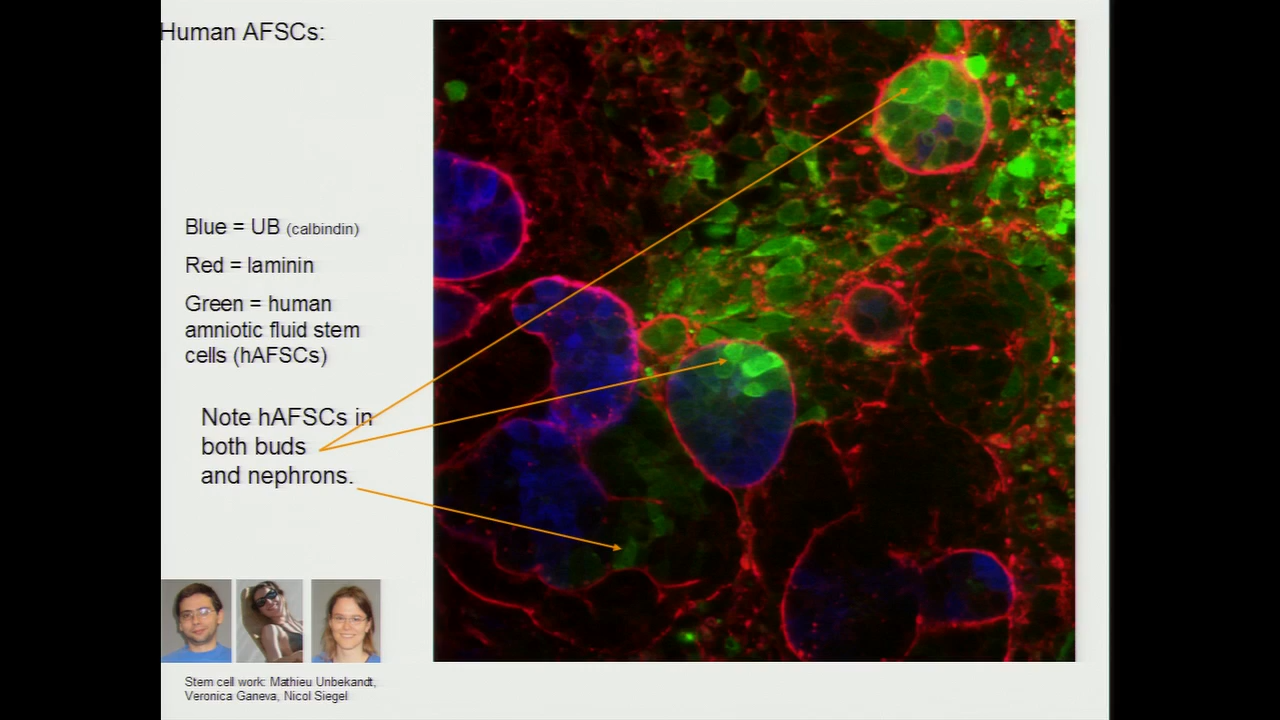 Human AFSCs:
Blue = UB (calbindin)
Red = laminin
Green = human
amniotic fluid stem
cells (hAFSCs)
Note hAFSCs in
both buds
and nephrons.
Stem cell work: Mathieu Unbekandt,
Veronica Ganeva, Nicol Siegel